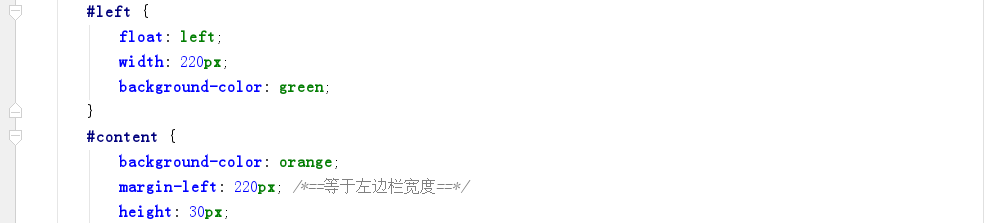 #left {
float: left;
width: 220px;
background-color: green;
}
#content {
background-color: orange;
margin-left: 220px; /*==等于左边栏宽度==*/
height: 30px;